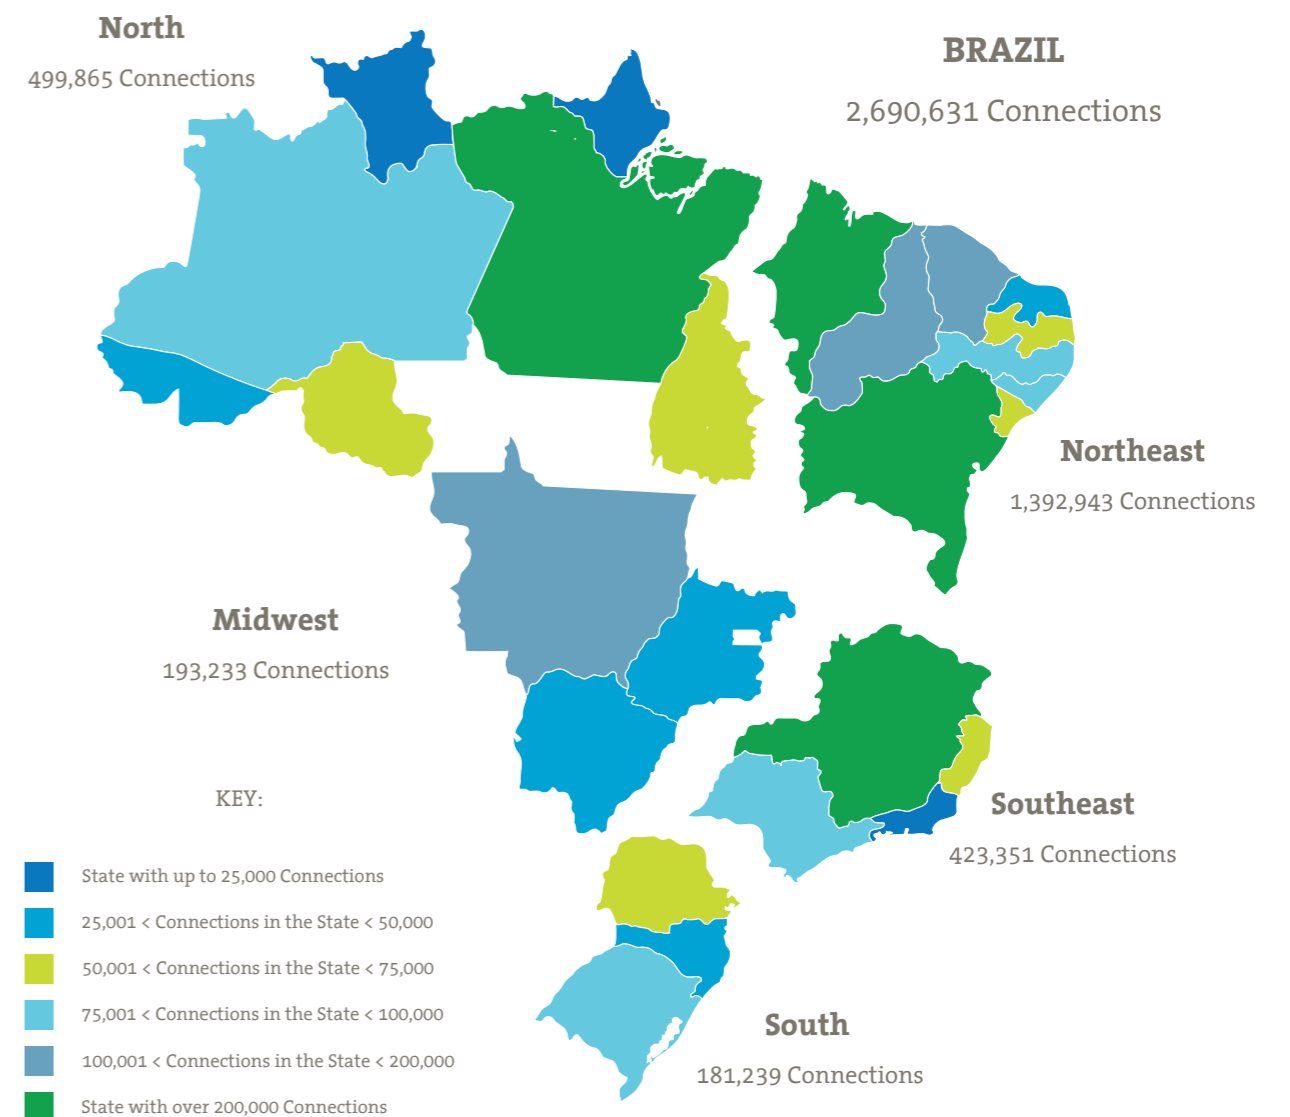 North
499,865 Connections
BRAZIL
2,690,631 Connections
Northeast
1,392,943 Connections
Midwest
193,233 Connections
Southeast
423,351 Connections
South
181,239 Connections
KEY:
State with up to 25,000 Connections
25,001 < Connections in the State < 50,000
50,001 < Connections in the State < 75,000
75,001 < Connections in the State < 100,000
100,001 < Connections in the State < 200,000
State with over 200,000 Connections